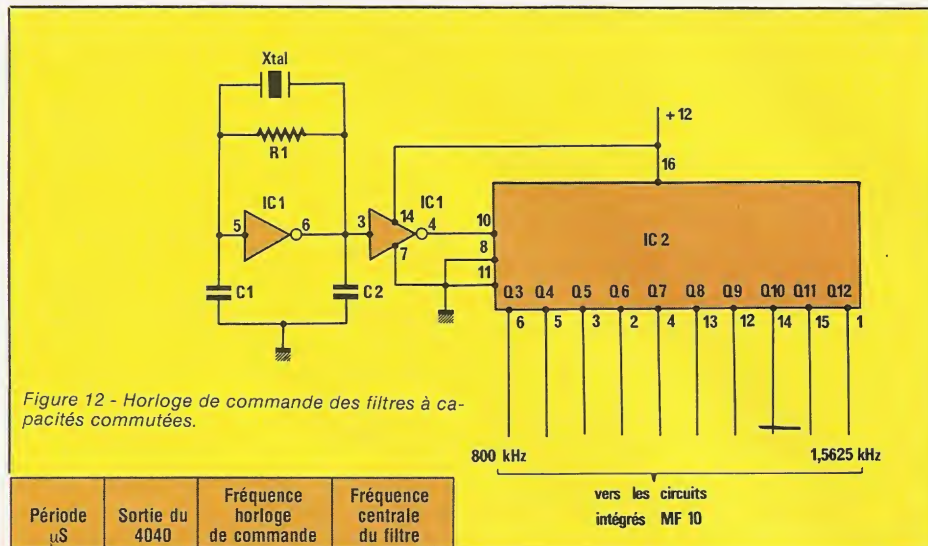 Xtal
R1
+ 12
16
IC1
IC1
5
6
3
14
4
7
10
8
11
IC 2
C1
C2
Q3 Q4 Q5 Q6 Q7 Q8 Q9 Q10 Q11 Q12
6 5 3 2 4 13 12 14 15 1
Figure 12 - Horloge de commande des filtres à ca-
pacités commutées.
800 kHz
1,5625 kHz
vers les circuits
intégrés MF 10
Période
µS
Sortie du
4040
Fréquence
horloge
de commande
Fréquence
centrale
du filtre